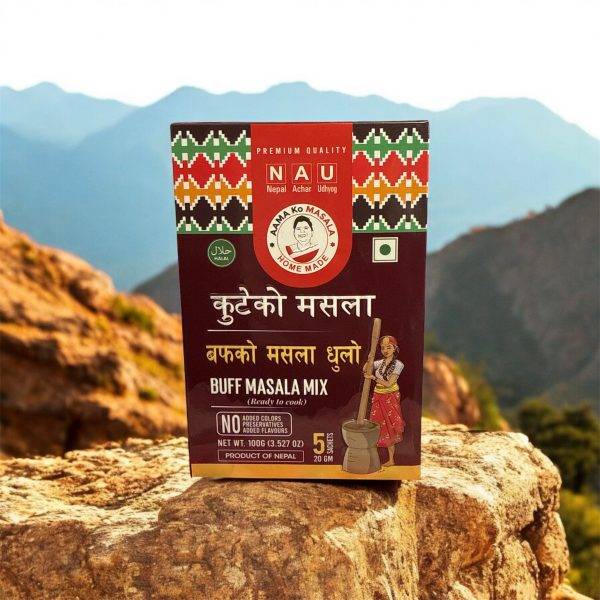 PREMIUM QUALITY
N A U
Nepal Achar Udhyog
AAMA Ko MASALA
HOME MADE
حلال
HALAL
कुटेको मसला
बफको मसला धुलो
BUFF MASALA MIX
(Ready to cook)
NO ADDED COLORS
PRESERVATIVES
ADDED FLAVOURS
NET WT. 100G (3.527 OZ)
PRODUCT OF NEPAL
5 SACHETS
20 GM